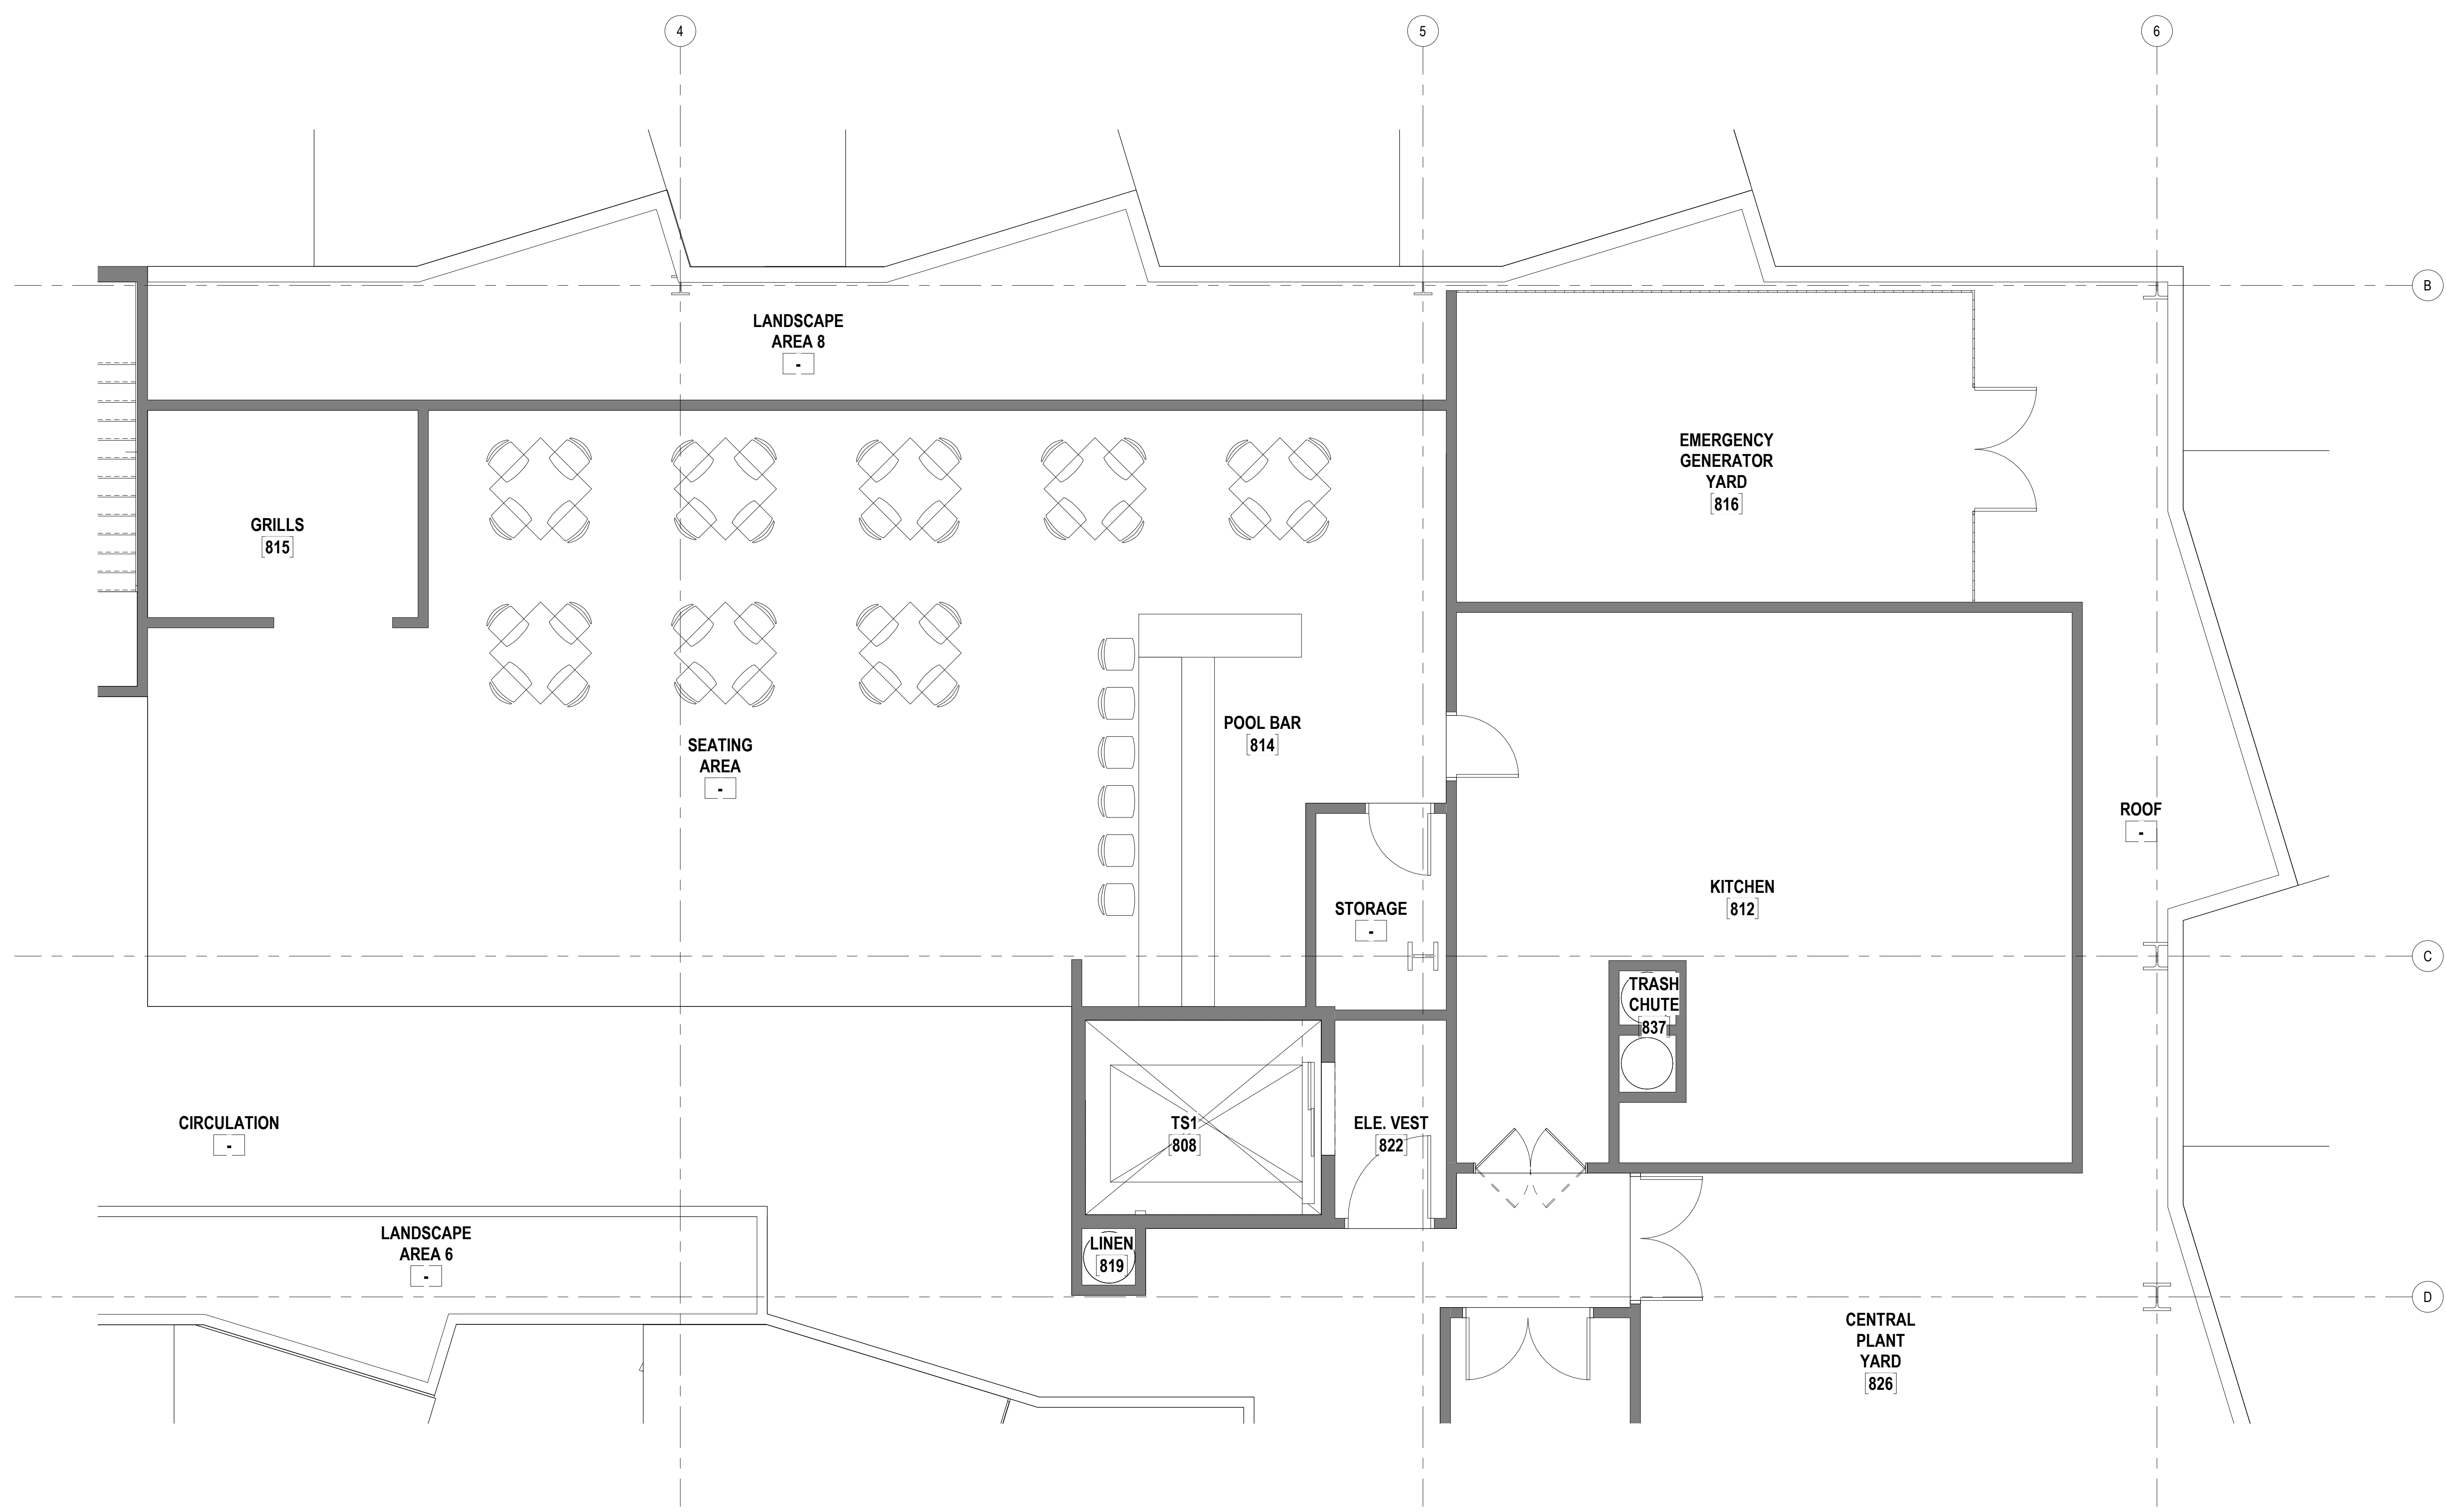 4
5
6
B
LANDSCAPE
AREA 8
-
EMERGENCY
GENERATOR
YARD
816
GRILLS
815
POOL BAR
814
SEATING
AREA
-
ROOF
-
KITCHEN
812
STORAGE
-
C
TRASH
CHUTE
837
CIRCULATION
-
TS1
808
ELE. VEST
822
LANDSCAPE
AREA 6
-
LINEN
819
D
CENTRAL
PLANT
YARD
826